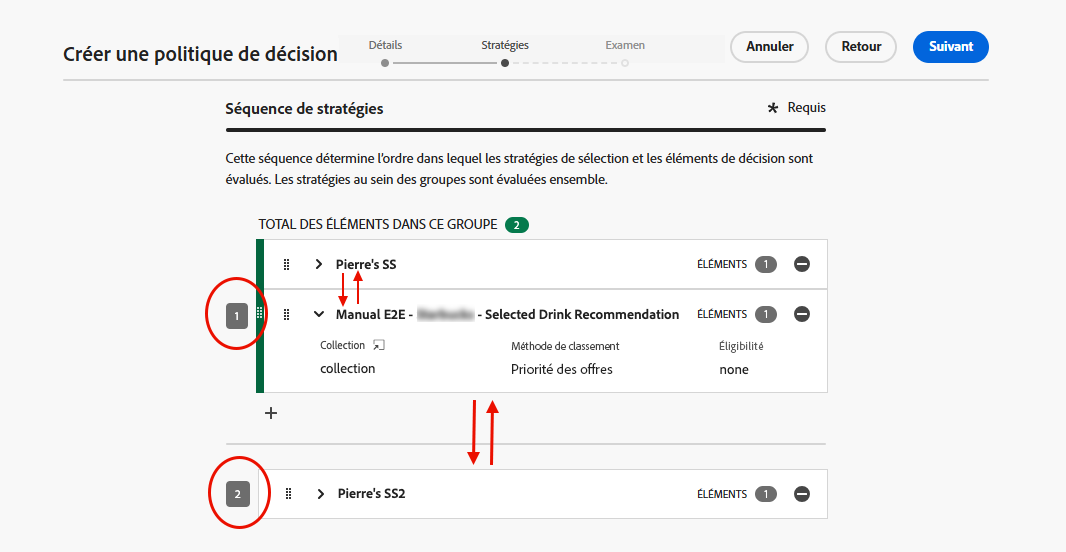 Créer une politique de décision
Détails
Stratégies
Examen
Annuler
Retour
Suivant
Séquence de stratégies
* Requis
Cette séquence détermine l'ordre dans lequel les stratégies de sélection et les éléments de décision sont
évalués. Les stratégies au sein des groupes sont évaluées ensemble.
TOTAL DES ÉLÉMENTS DANS CE GROUPE 2
Pierre's SS ÉLÉMENTS 1
1
Manual E2E - - Selected Drink Recommendation ÉLÉMENTS 1
Collection Méthode de classement Éligibilité
collection Priorité des offres none
+
2
Pierre's SS2 ÉLÉMENTS 1